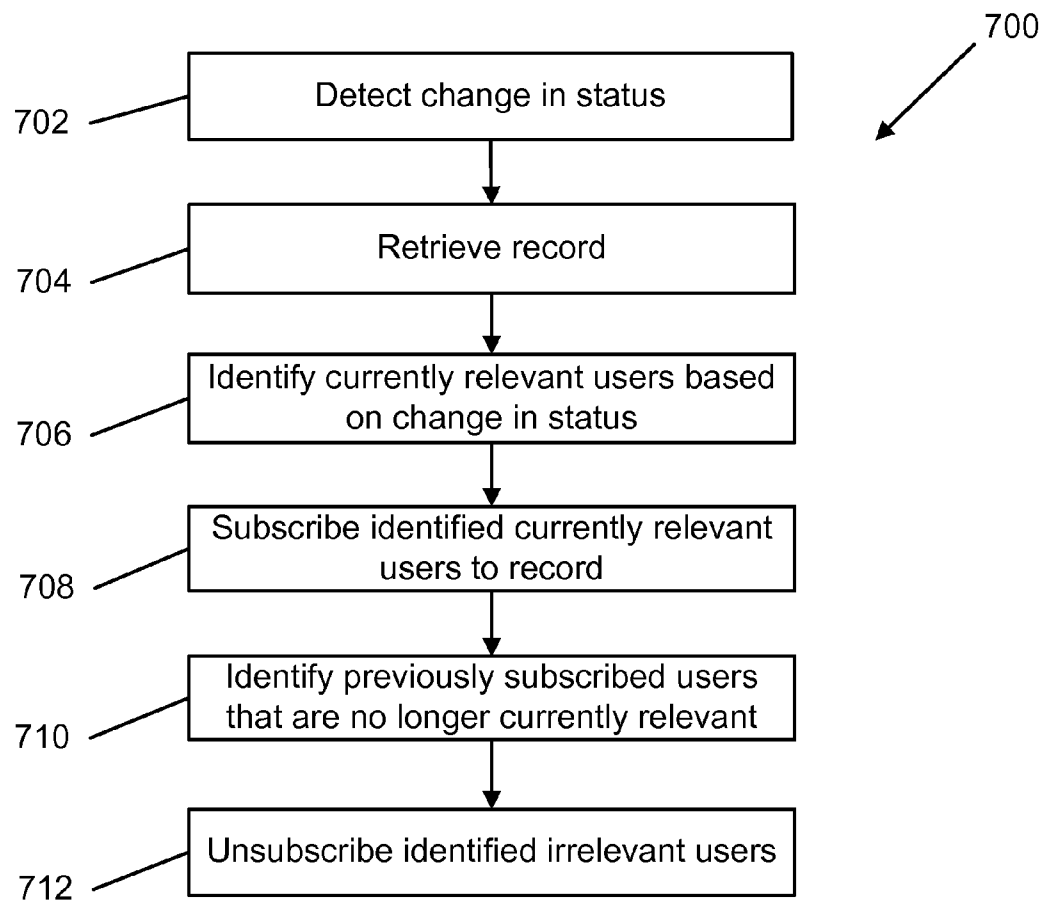 700
702
Detect change in status
704
Retrieve record
706
Identify currently relevant users based
on change in status
708
Subscribe identified currently relevant
users to record
710
Identify previously subscribed users
that are no longer currently relevant
712
Unsubscribe identified irrelevant users